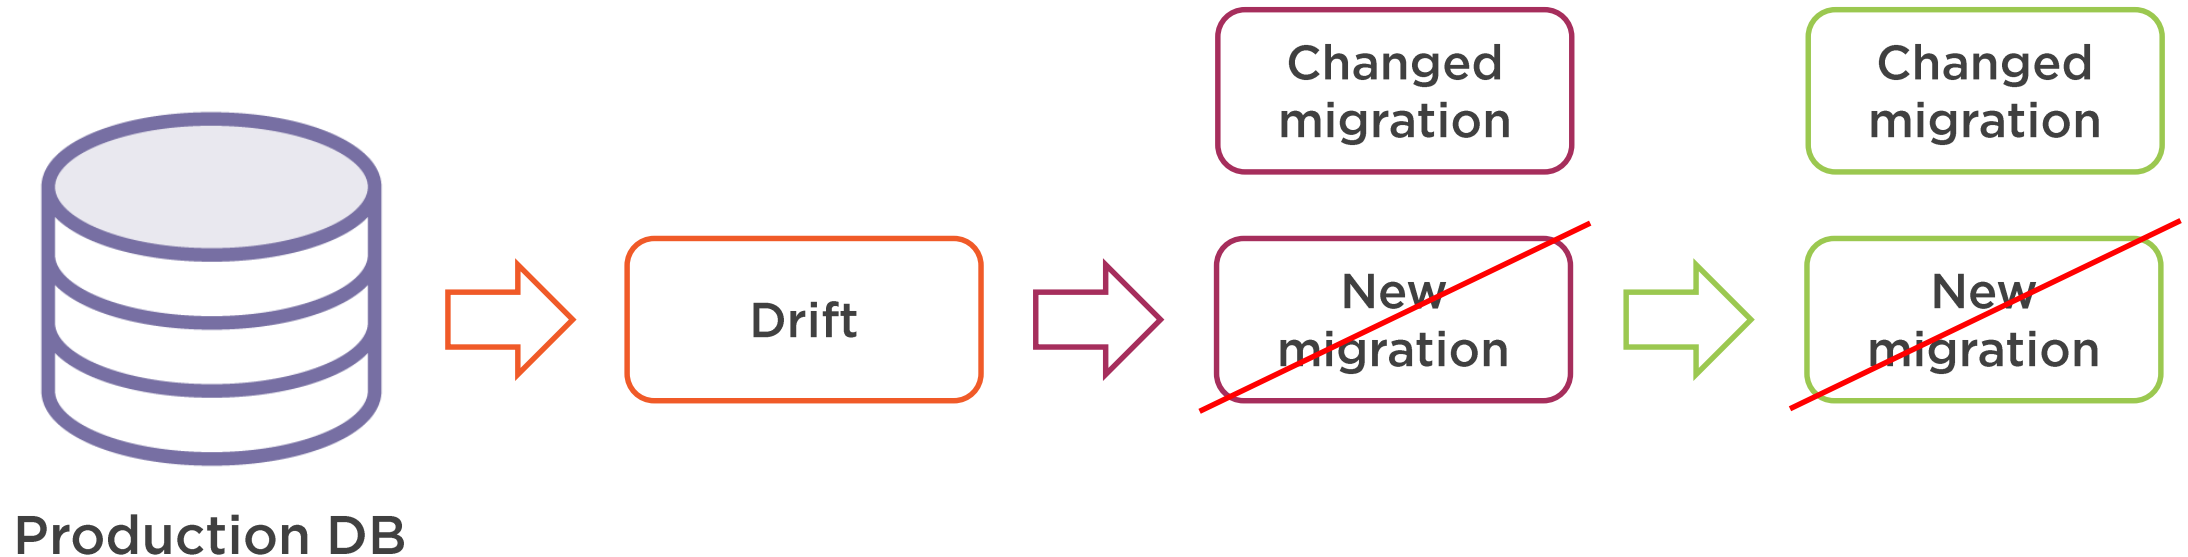 Changed
migration
Changed
migration
Drift
New
migration
New
migration
Production DB